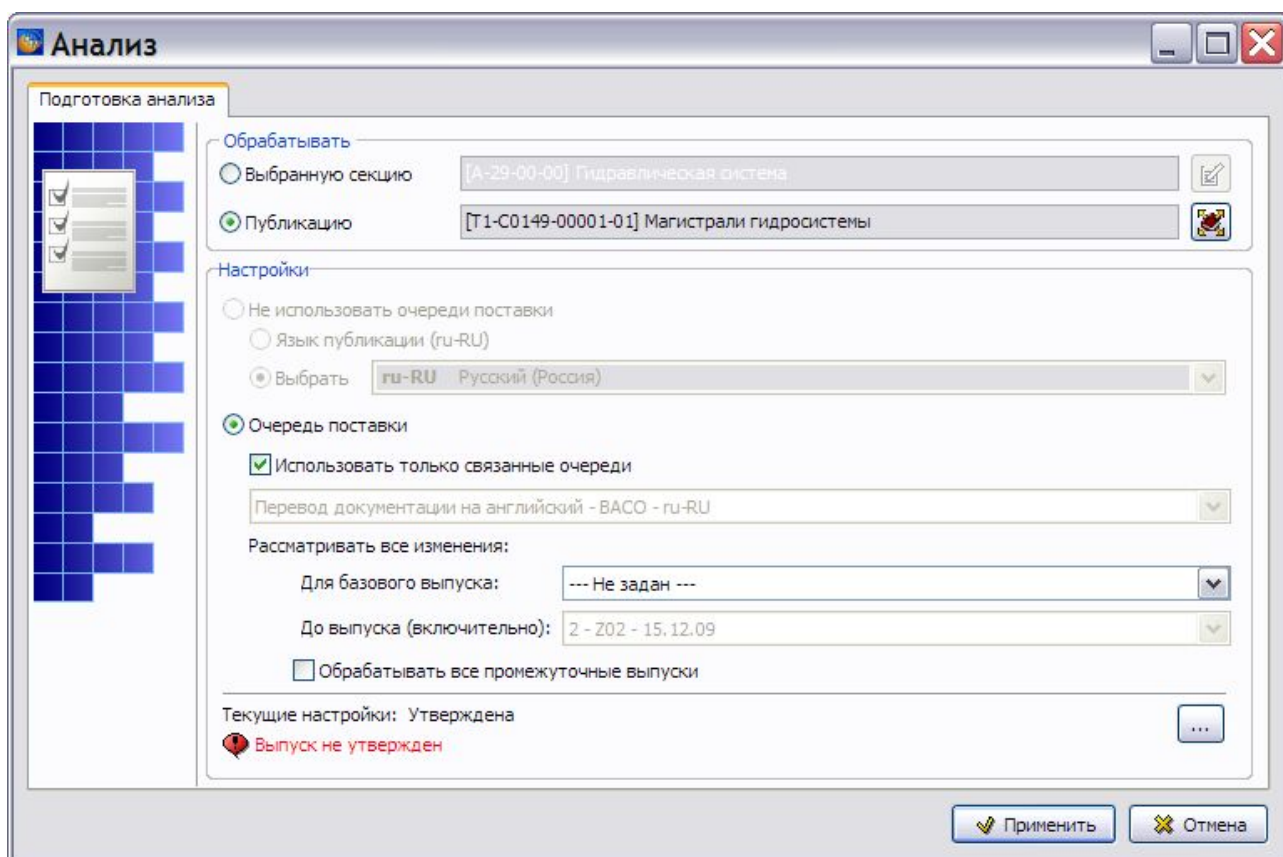 Анализ
Подготовка анализа
Обрабатывать
Выбранную секцию [A-29-00-00] Гидравлическая система
Публикацию [T1-C0149-00001-01] Магистрали гидросистемы
Настройки
Не использовать очереди поставки
Язык публикации (ru-RU)
Выбрать ru-RU Русский (Россия)
Очередь поставки
Использовать только связанные очереди
Перевод документации на английский - BACO - ru-RU
Рассматривать все изменения:
Для базового выпуска: --- Не задан ---
До выпуска (включительно): 2 - Z02 - 15.12.09
Обрабатывать все промежуточные выпуски
Текущие настройки: Утверждена
...
Выпуск не утвержден
Применить Отмена